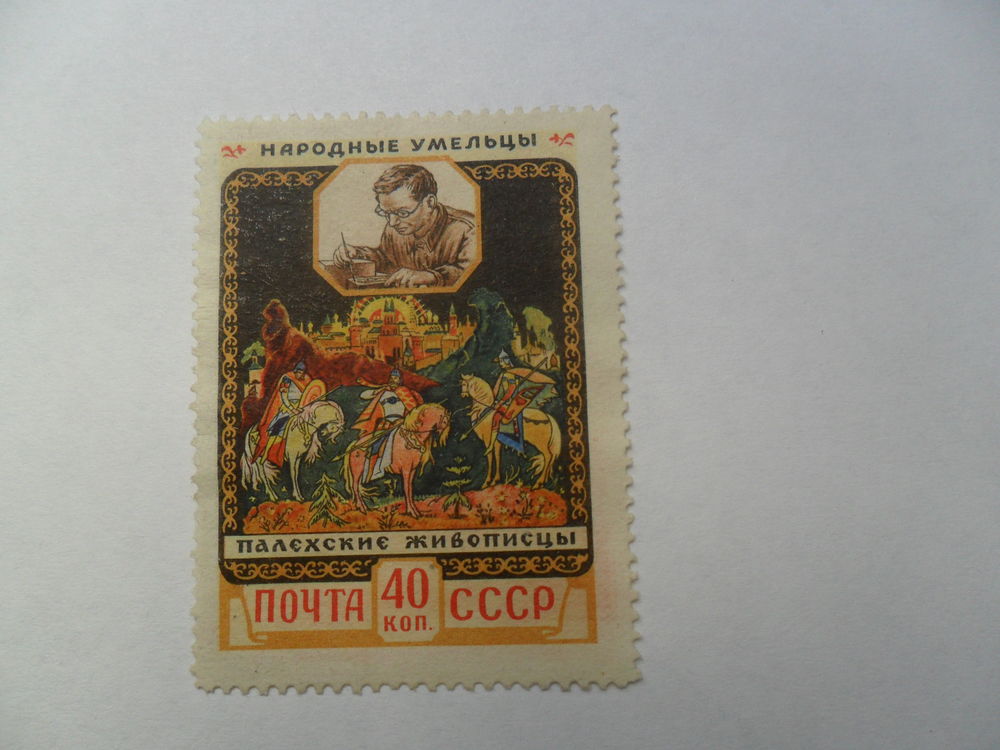 НАРОДНЫЕ УМЕЛЬЦЫ
ПАЛЕХСКИЕ ЖИВОПИСЦЫ
ПОЧТА 40 КОП. СССР